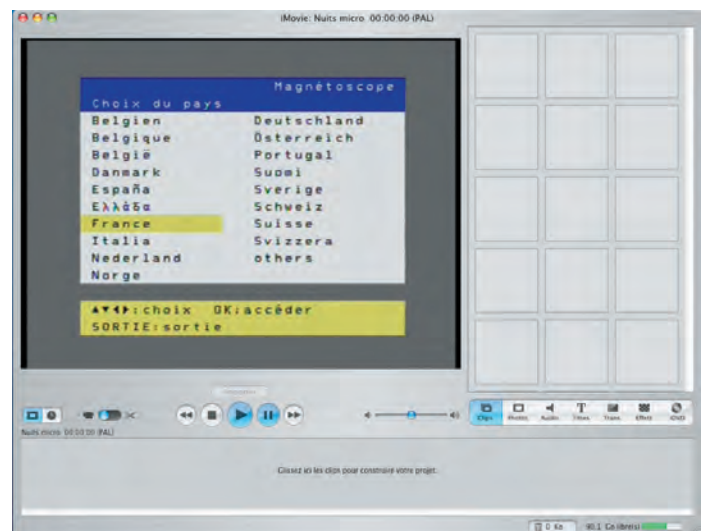 iMovie: Nuits micro 00:00:00 (PAL)
Magnétoscope
Choix du pays
Belgien
Belgique
België
Danmark
España
Ελλάδα
France
Italia
Nederland
Norge
Deutschland
Österreich
Portugal
Suomi
Sverige
Schweiz
Suisse
Svizzera
others
▲▼◀▶:choix OK:accéder
SORTIE:sortie
Clips Photos Audio Titres Trans. Effets iDVD
Nuits micro 00:00:00 (PAL)
Glissez ici les clips pour construire votre projet.
0 Ko
Go libre(s)